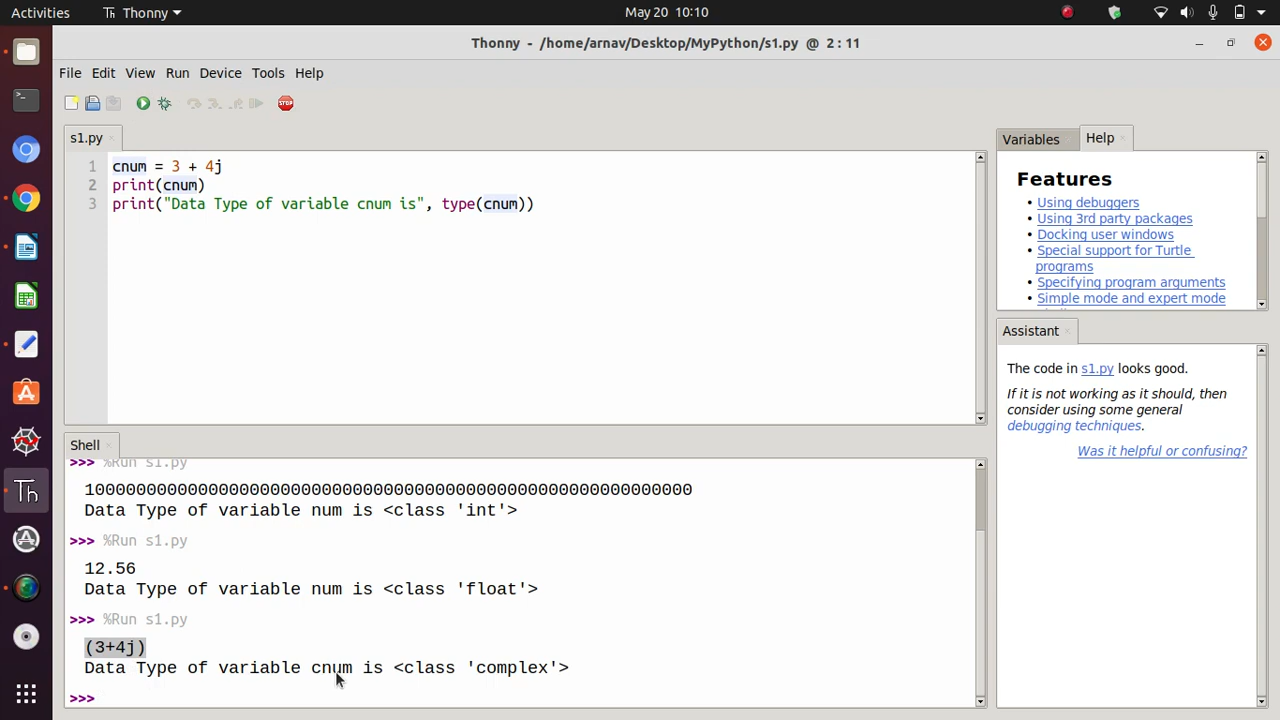 Activities
Thonny
May 20 10:10
Thonny - /home/arnav/Desktop/MyPython/s1.py @ 2:11
File Edit View Run Device Tools Help
STOP
s1.py
1 cnum = 3 + 4j
2 print(cnum)
3 print("Data Type of variable cnum is", type(cnum))
Variables
Help
Features
• Using debuggers
• Using 3rd party packages
• Docking user windows
• Special support for Turtle
programs
• Specifying program arguments
• Simple mode and expert mode
Assistant
The code in s1.py looks good.
If it is not working as it should, then
consider using some general
debugging techniques.
Was it helpful or confusing?
Shell
>>> %Run s1.py
Data Type of variable num is <class 'int'>
>>> %Run s1.py
12.56
Data Type of variable num is <class 'float'>
>>> %Run s1.py
(3+4j)
Data Type of variable cnum is <class 'complex'>
>>>
Th